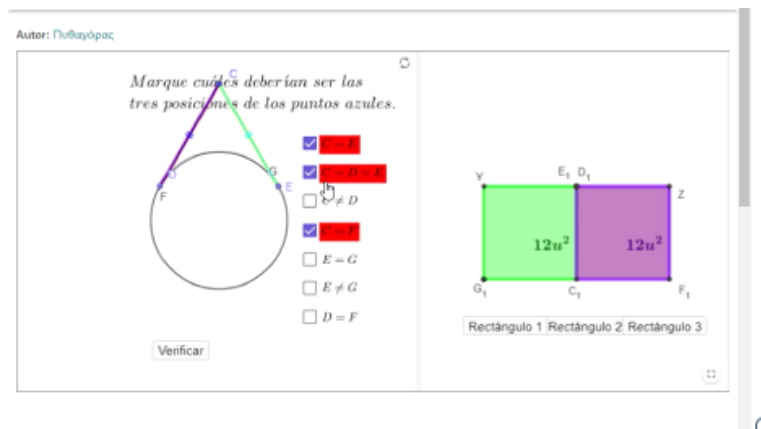 Autor: Πυθαγόρας
Marque cuáles deberían ser las
tres posiciones de los puntos azules.
C
D
F
G
E
C = E
C = D = E
C ≠ D
C = F
E = G
E ≠ G
D = F
Verificar
Y
E₁ D₁
Z
12u²
12u²
G₁
C₁
F₁
Rectángulo 1
Rectángulo 2
Rectángulo 3